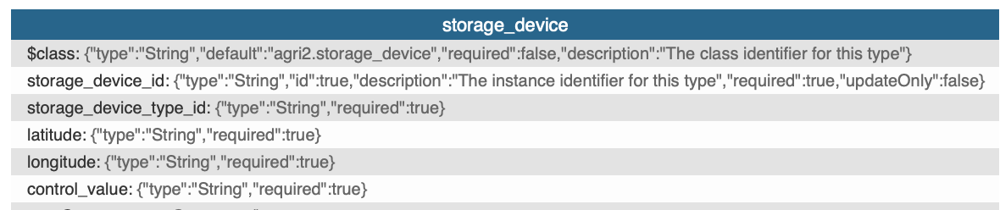 storage_device
$class: {"type":"String","default":"agri2.storage_device","required":false,"description":"The class identifier for this type"}
storage_device_id: {"type":"String","id":true,"description":"The instance identifier for this type","required":true,"updateOnly":false}
storage_device_type_id: {"type":"String","required":true}
latitude: {"type":"String","required":true}
longitude: {"type":"String","required":true}
control_value: {"type":"String","required":true}